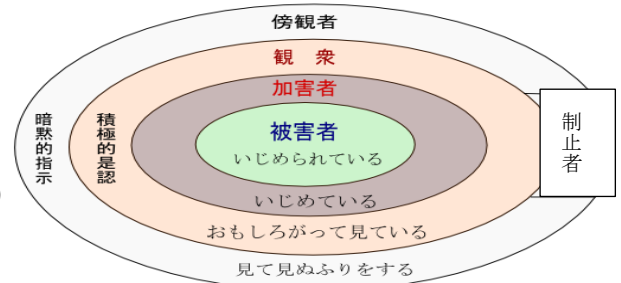 傍観者
観　衆
加害者
被害者
いじめられている
いじめている
おもしろがって見ている
見て見ぬふりをする
暗黙的指示
積極的是認
制止者